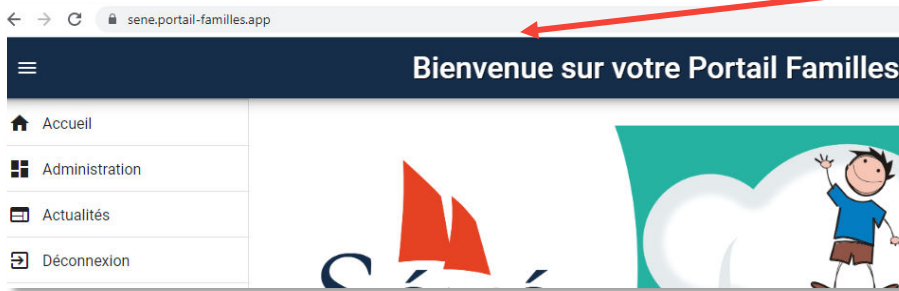 sene.portail-familles.app
Bienvenue sur votre Portail Familles
Accueil
Administration
Actualités
Déconnexion